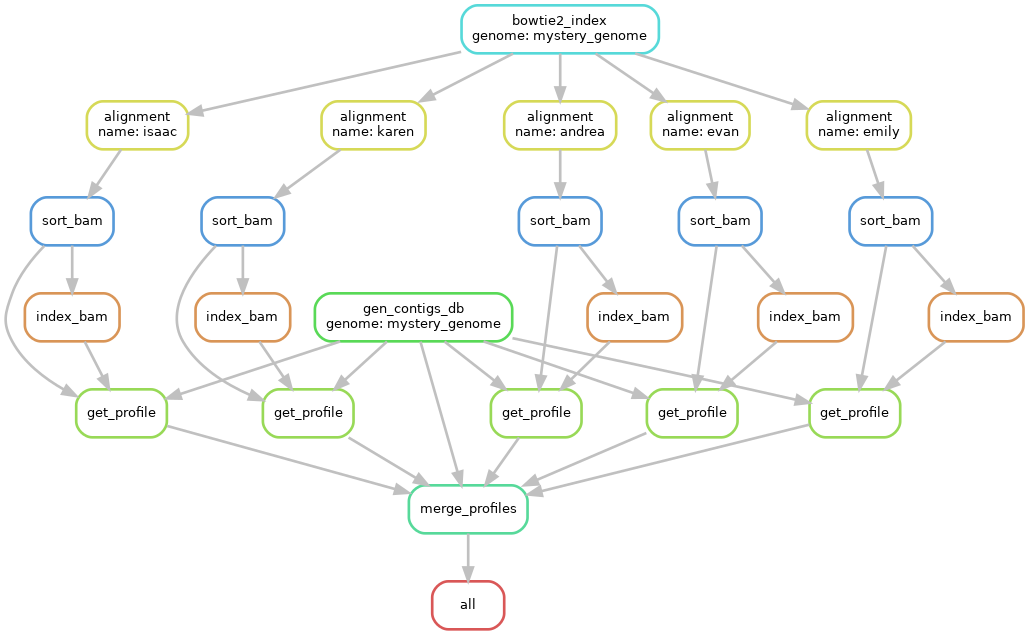 bowtie2_index
genome: mystery_genome
alignment
name: isaac
alignment
name: karen
alignment
name: andrea
alignment
name: evan
alignment
name: emily
sort_bam
sort_bam
sort_bam
sort_bam
sort_bam
index_bam
index_bam
gen_contigs_db
genome: mystery_genome
index_bam
index_bam
index_bam
get_profile
get_profile
get_profile
get_profile
get_profile
merge_profiles
all